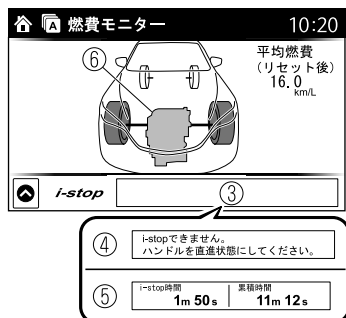 燃費モニター 10:20
⑥
平均燃費
(リセット後)
16.0
km/L
i-stop ③
④ i-stopできません。
ハンドルを直進状態にしてください。
⑤ i-stop時間 累積時間
1m 50s 11m 12s